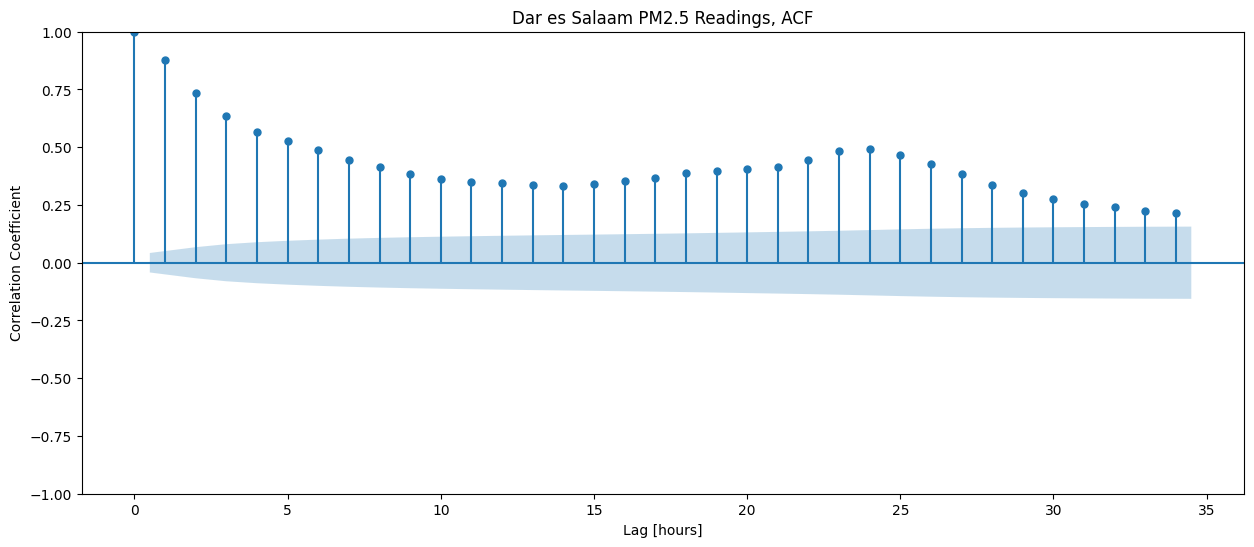 Dar es Salaam PM2.5 Readings, ACF
1.00
0.75
0.50
0.25
0.00
−0.25
−0.50
−0.75
−1.00
Correlation Coefficient
0 5 10 15 20 25 30 35
Lag [hours]